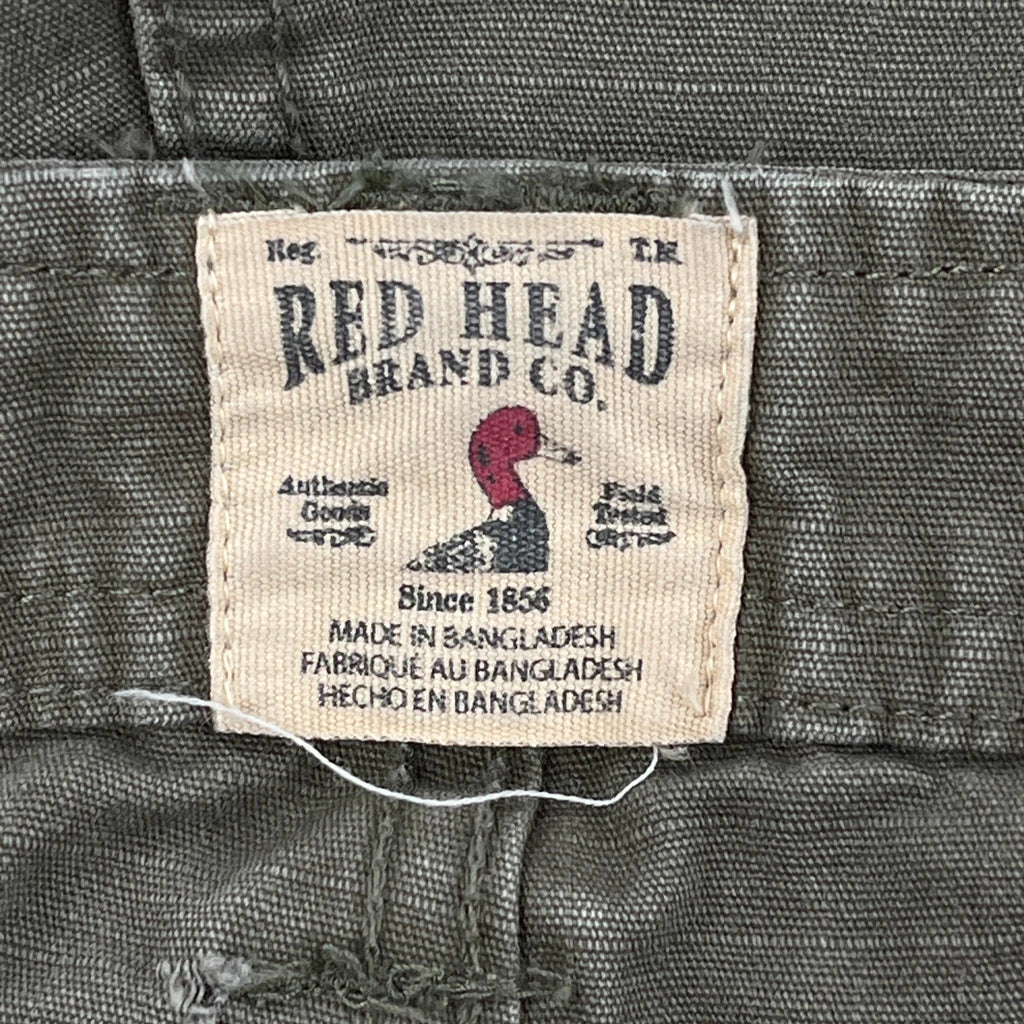 Reg. T.M.
RED HEAD
BRAND CO.
Authentic Field
Goods Tested
Since 1856
MADE IN BANGLADESH
FABRIQUÉ AU BANGLADESH
HECHO EN BANGLADESH